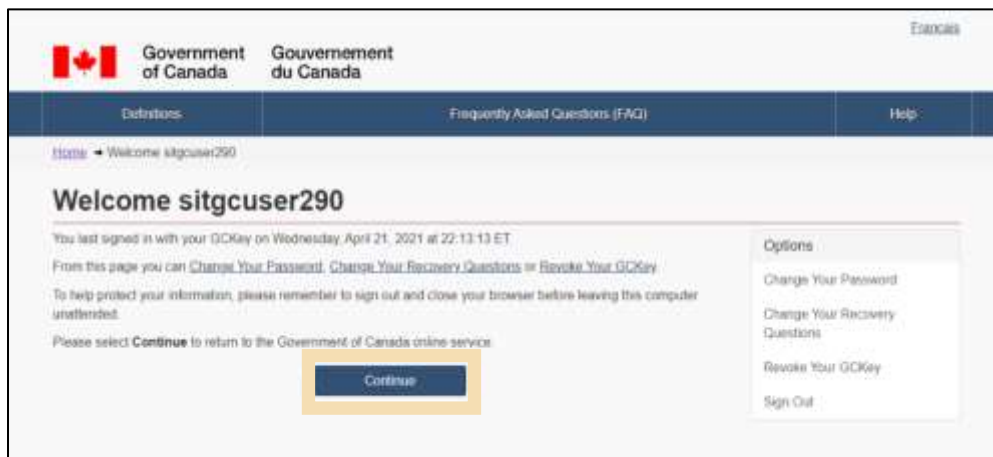 Français
Government of Canada
Gouvernement du Canada
Definitions
Frequently Asked Questions (FAQ)
Help
Home ➔ Welcome sitgcuser290
Welcome sitgcuser290
You last signed in with your GCKey on Wednesday, April 21, 2021 at 22:13:13 ET
From this page you can Change Your Password, Change Your Recovery Questions or Revoke Your GCKey.
To help protect your information, please remember to sign out and close your browser before leaving this computer
unattended.
Please select Continue to return to the Government of Canada online service.
Continue
Options
Change Your Password
Change Your Recovery
Questions
Revoke Your GCKey
Sign Out